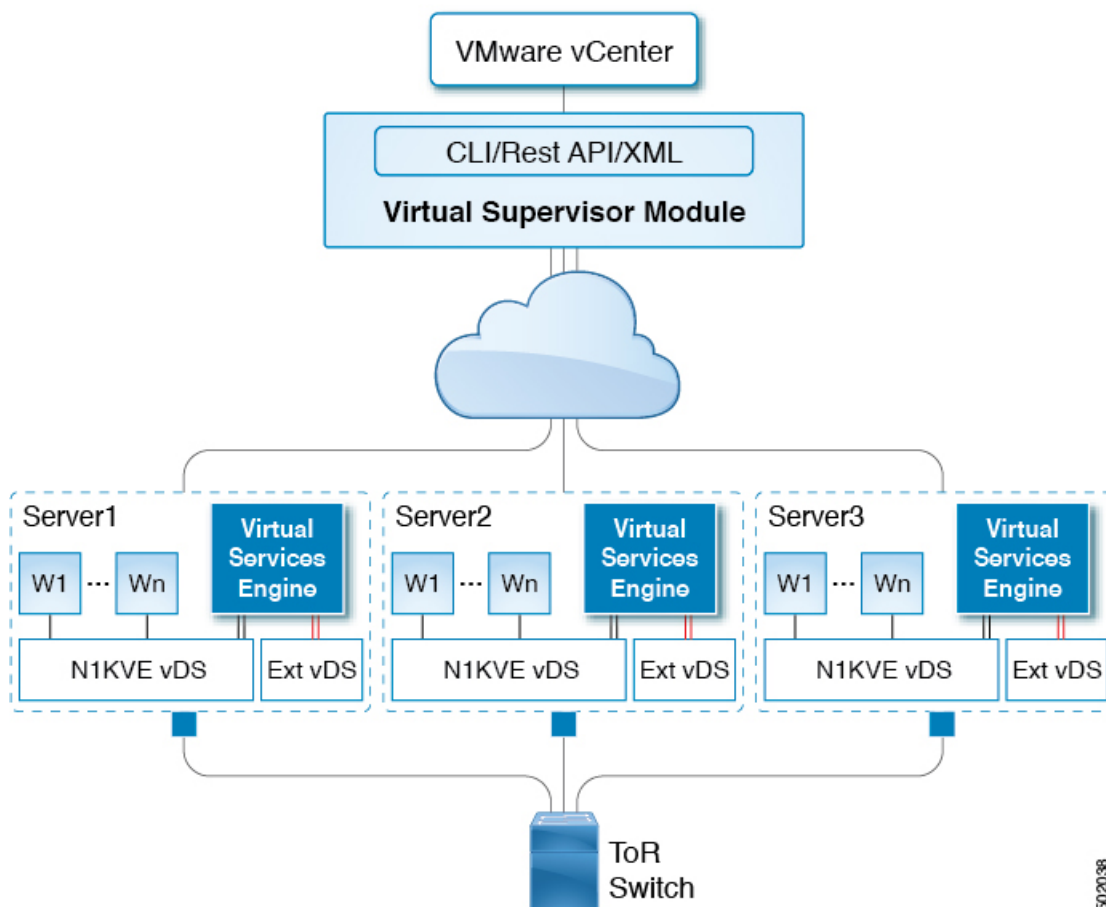 VMware vCenter
CLI/Rest API/XML
Virtual Supervisor Module
Server1
Virtual
Services
Engine
W1
...
Wn
N1KVE vDS
Ext vDS
Server2
Virtual
Services
Engine
W1
...
Wn
N1KVE vDS
Ext vDS
Server3
Virtual
Services
Engine
W1
...
Wn
N1KVE vDS
Ext vDS
ToR
Switch
502038